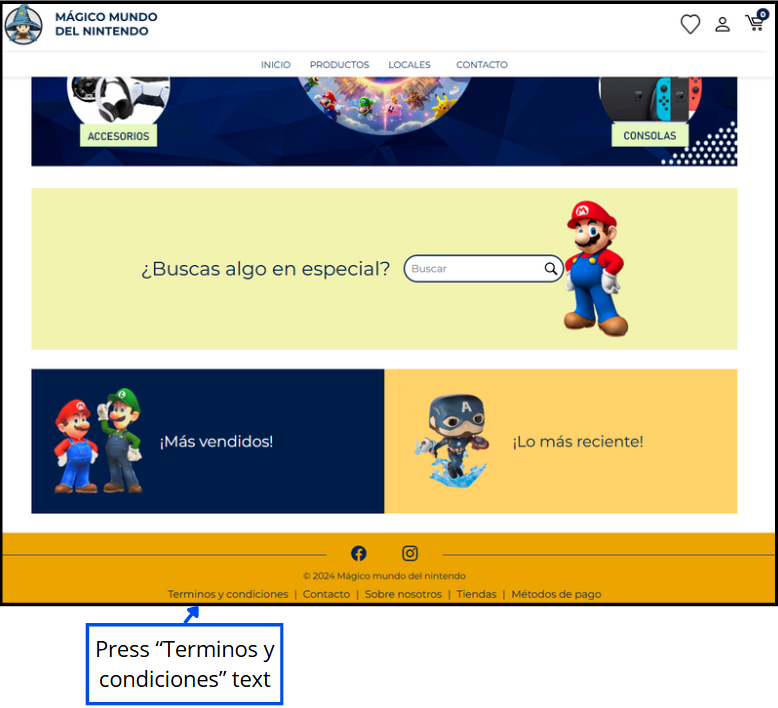 MÁGICO MUNDO
DEL NINTENDO
0
INICIO PRODUCTOS LOCALES CONTACTO
ACCESORIOS
CONSOLAS
¿Buscas algo en especial?
Buscar
¡Más vendidos!
¡Lo más reciente!
© 2024 Mágico mundo del nintendo
Terminos y condiciones | Contacto | Sobre nosotros | Tiendas | Métodos de pago
Press “Terminos y
condiciones” text